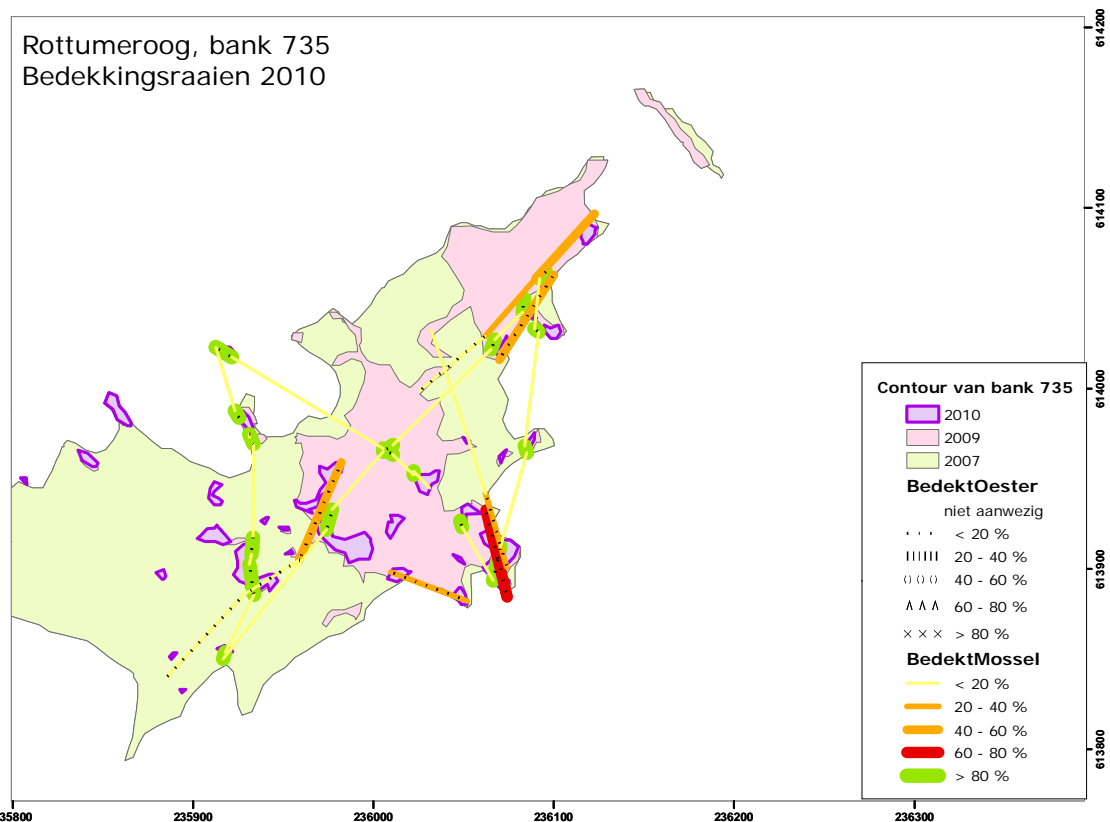 Rottumeroog, bank 735
Bedekkingsraaien 2010
614200
614100
614000
613900
613800
Contour van bank 735
2010
2009
2007
BedektOester
niet aanwezig
< 20 %
20 - 40 %
40 - 60 %
60 - 80 %
> 80 %
BedektMossel
< 20 %
20 - 40 %
40 - 60 %
60 - 80 %
> 80 %
35800
235900
236000
236100
236200
236300